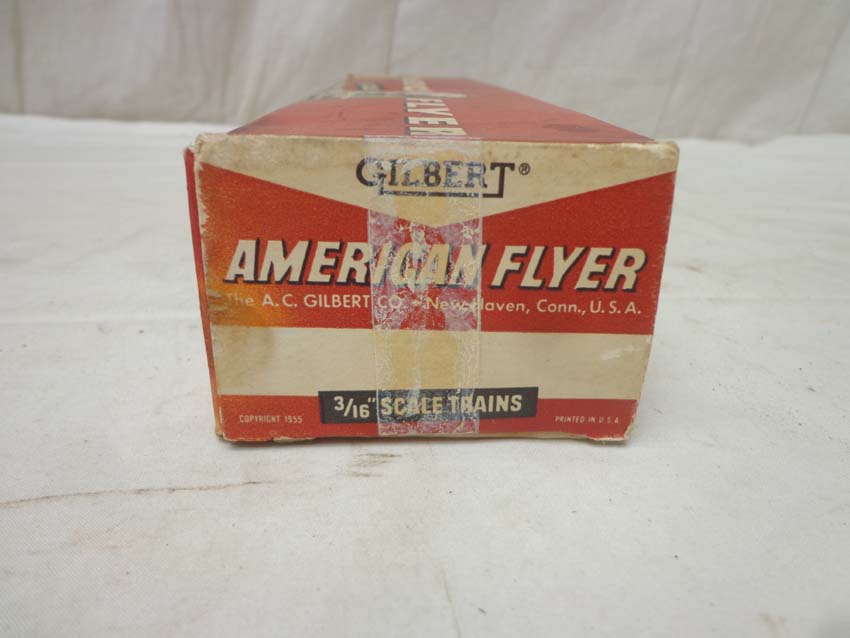 FLYER
GILBERT®
AMERICAN FLYER
The A.C. GILBERT CO. • New Haven, Conn., U.S.A.
3/16" SCALE TRAINS
COPYRIGHT 1955
PRINTED IN U.S.A.